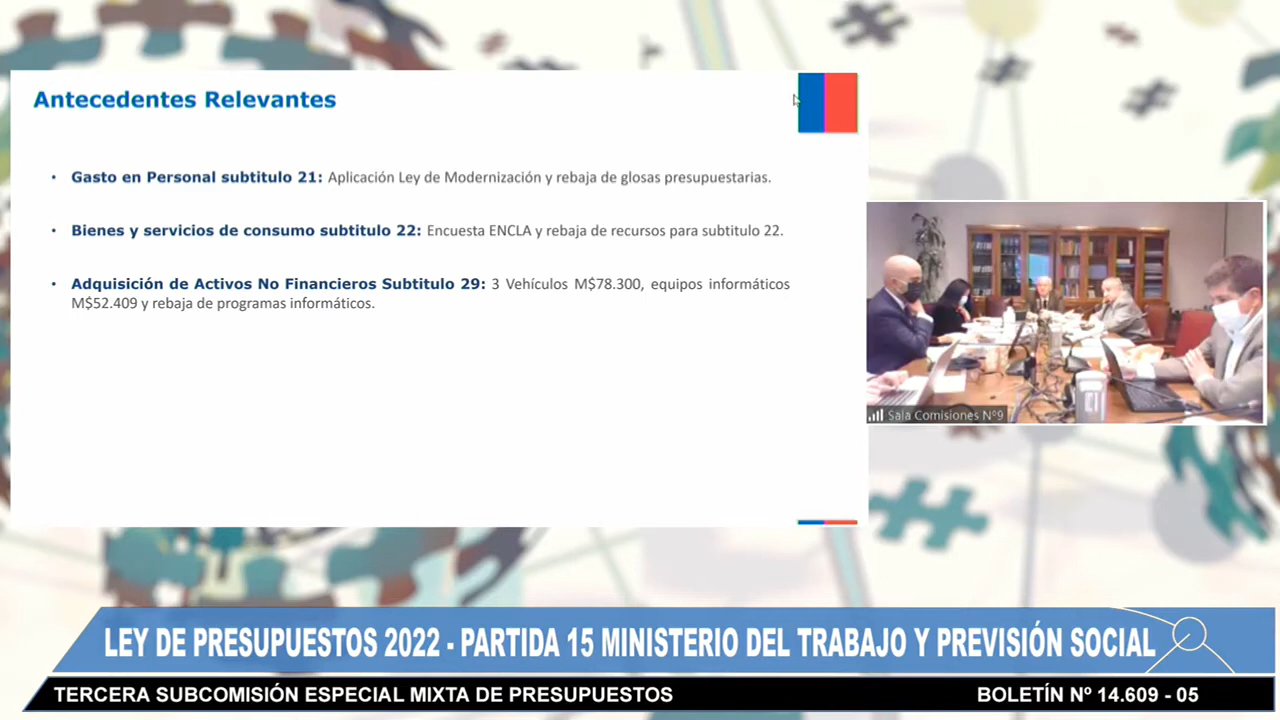 Antecedentes Relevantes
• Gasto en Personal subtitulo 21: Aplicación Ley de Modernización y rebaja de glosas presupuestarias.
• Bienes y servicios de consumo subtitulo 22: Encuesta ENCLA y rebaja de recursos para subtitulo 22.
• Adquisición de Activos No Financieros Subtitulo 29: 3 Vehículos M$78.300, equipos informáticos
M$52.409 y rebaja de programas informáticos.
Sala Comisiones Nº9
LEY DE PRESUPUESTOS 2022 - PARTIDA 15 MINISTERIO DEL TRABAJO Y PREVISIÓN SOCIAL
TERCERA SUBCOMISIÓN ESPECIAL MIXTA DE PRESUPUESTOS
BOLETÍN Nº 14.609 - 05